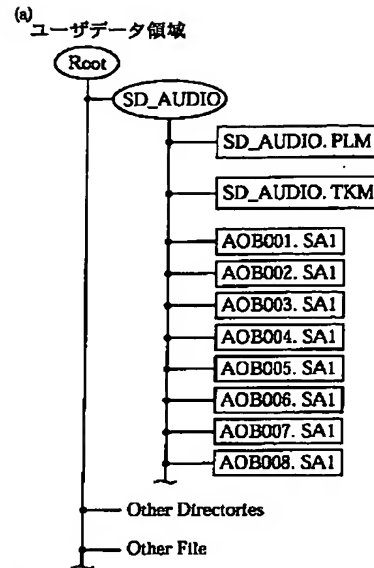 (a)
ユーザデータ領域
Root
SD_AUDIO
SD_AUDIO. PLM
SD_AUDIO. TKM
AOB001. SA1
AOB002. SA1
AOB003. SA1
AOB004. SA1
AOB005. SA1
AOB006. SA1
AOB007. SA1
AOB008. SA1
Other Directories
Other File